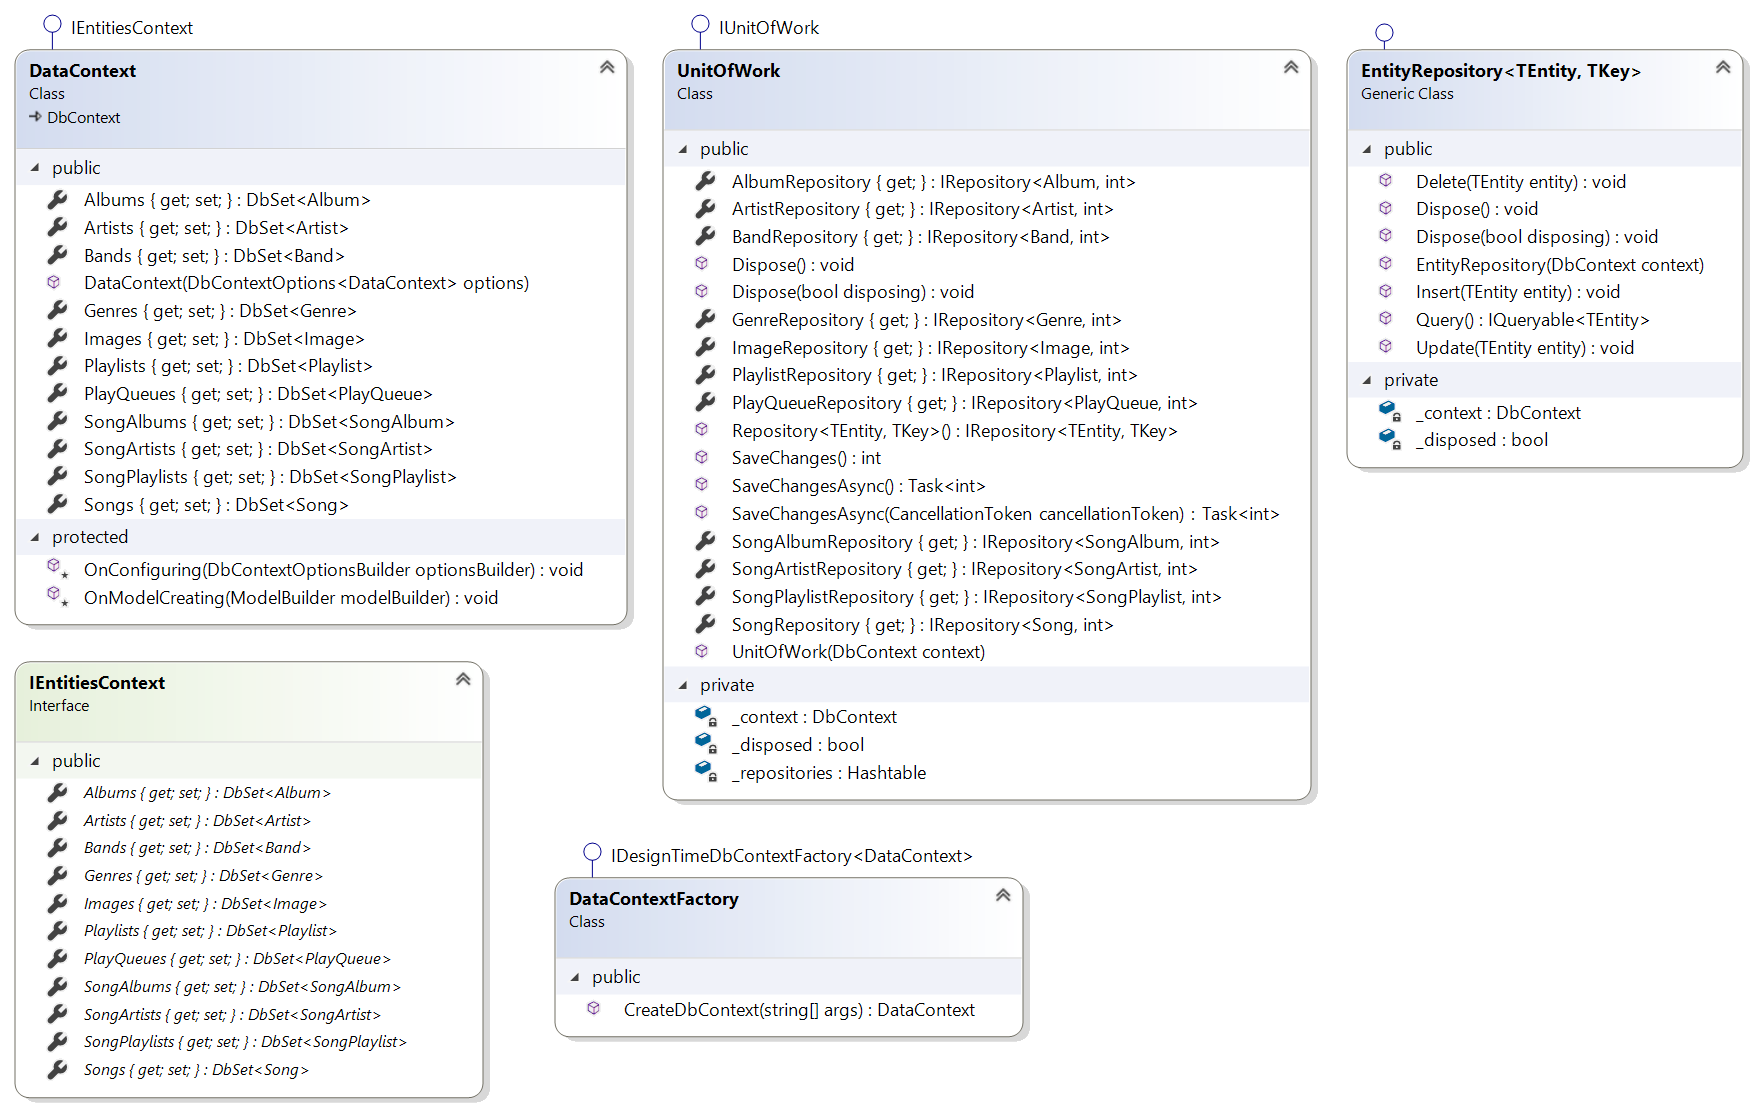 IEntitiesContext
DataContext
Class
DbContext
public
Albums { get; set; } : DbSet<Album>
Artists { get; set; } : DbSet<Artist>
Bands { get; set; } : DbSet<Band>
DataContext(DbContextOptions<DataContext> options)
Genres { get; set; } : DbSet<Genre>
Images { get; set; } : DbSet<Image>
Playlists { get; set; } : DbSet<Playlist>
PlayQueues { get; set; } : DbSet<PlayQueue>
SongAlbums { get; set; } : DbSet<SongAlbum>
SongArtists { get; set; } : DbSet<SongArtist>
SongPlaylists { get; set; } : DbSet<SongPlaylist>
Songs { get; set; } : DbSet<Song>
protected
OnConfiguring(DbContextOptionsBuilder optionsBuilder) : void
OnModelCreating(ModelBuilder modelBuilder) : void
IEntitiesContext
Interface
public
Albums { get; set; } : DbSet<Album>
Artists { get; set; } : DbSet<Artist>
Bands { get; set; } : DbSet<Band>
Genres { get; set; } : DbSet<Genre>
Images { get; set; } : DbSet<Image>
Playlists { get; set; } : DbSet<Playlist>
PlayQueues { get; set; } : DbSet<PlayQueue>
SongAlbums { get; set; } : DbSet<SongAlbum>
SongArtists { get; set; } : DbSet<SongArtist>
SongPlaylists { get; set; } : DbSet<SongPlaylist>
Songs { get; set; } : DbSet<Song>
IUnitOfWork
UnitOfWork
Class
public
AlbumRepository { get; } : IRepository<Album, int>
ArtistRepository { get; } : IRepository<Artist, int>
BandRepository { get; } : IRepository<Band, int>
Dispose() : void
Dispose(bool disposing) : void
GenreRepository { get; } : IRepository<Genre, int>
ImageRepository { get; } : IRepository<Image, int>
PlaylistRepository { get; } : IRepository<Playlist, int>
PlayQueueRepository { get; } : IRepository<PlayQueue, int>
Repository<TEntity, TKey>() : IRepository<TEntity, TKey>
SaveChanges() : int
SaveChangesAsync() : Task<int>
SaveChangesAsync(CancellationToken cancellationToken) : Task<int>
SongAlbumRepository { get; } : IRepository<SongAlbum, int>
SongArtistRepository { get; } : IRepository<SongArtist, int>
SongPlaylistRepository { get; } : IRepository<SongPlaylist, int>
SongRepository { get; } : IRepository<Song, int>
UnitOfWork(DbContext context)
private
_context : DbContext
_disposed : bool
_repositories : Hashtable
IDesignTimeDbContextFactory<DataContext>
DataContextFactory
Class
public
CreateDbContext(string[] args) : DataContext
EntityRepository<TEntity, TKey>
Generic Class
public
Delete(TEntity entity) : void
Dispose() : void
Dispose(bool disposing) : void
EntityRepository(DbContext context)
Insert(TEntity entity) : void
Query() : IQueryable<TEntity>
Update(TEntity entity) : void
private
_context : DbContext
_disposed : bool